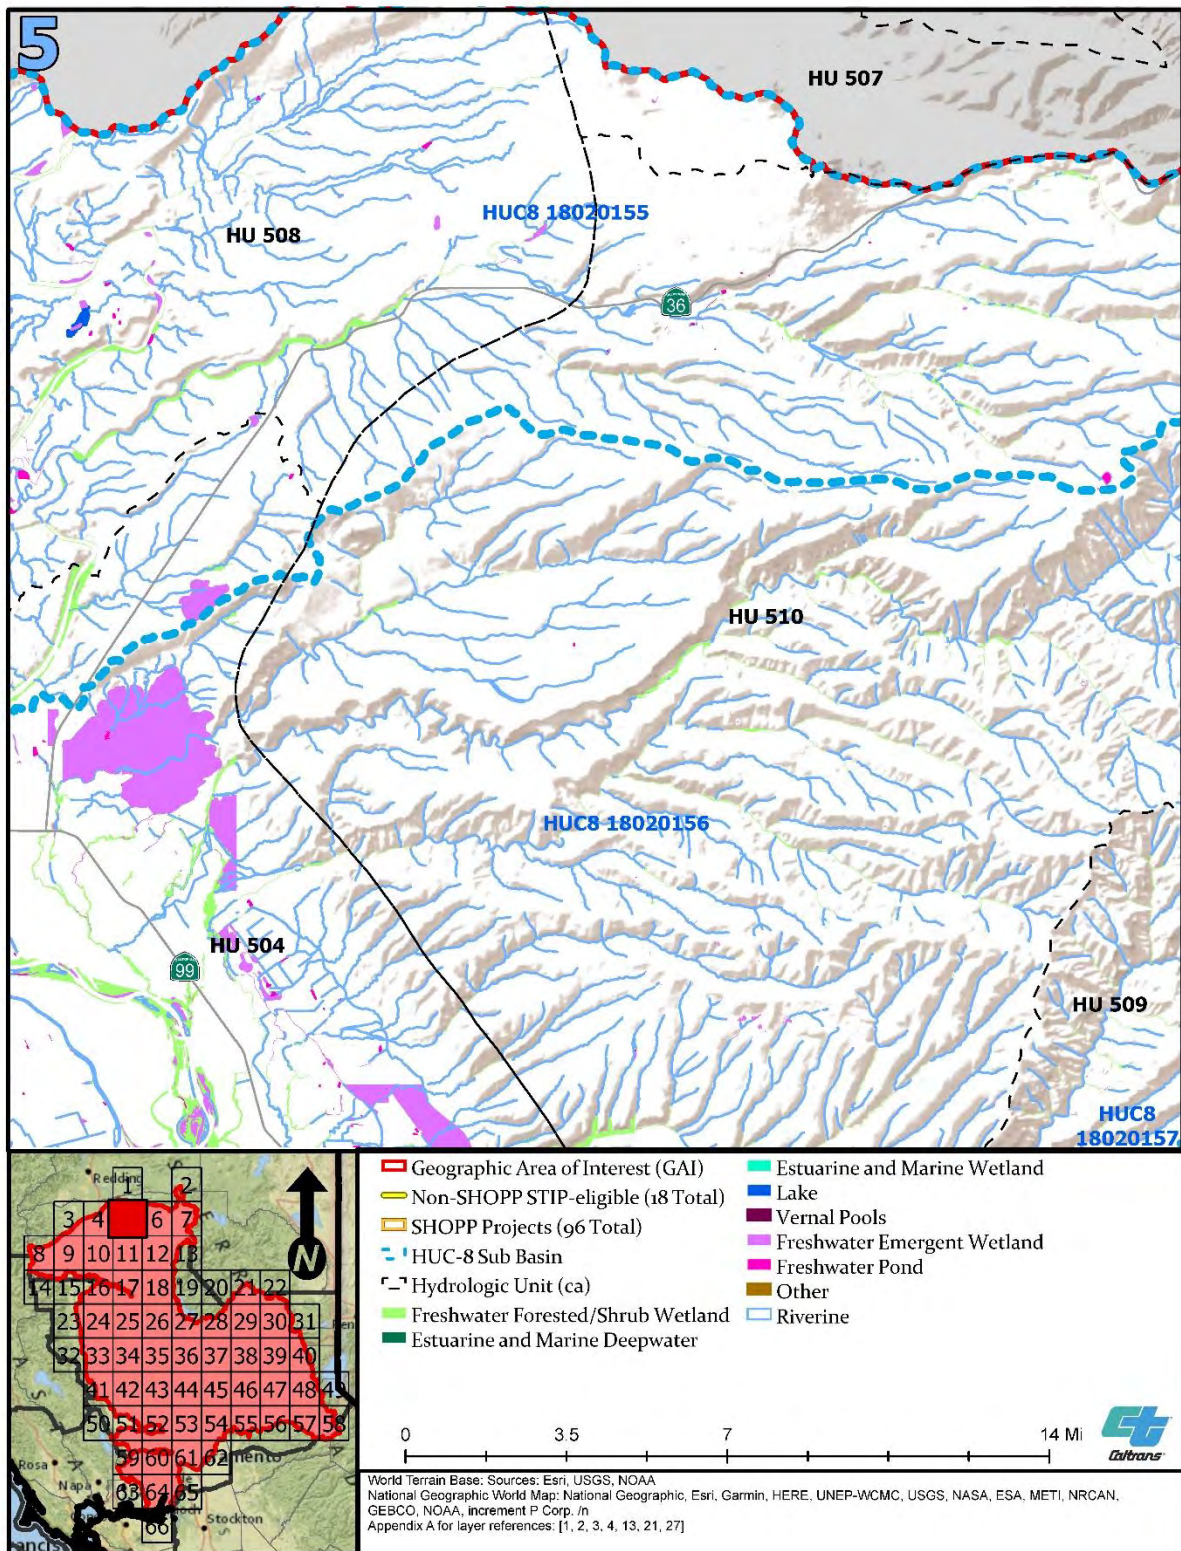 5
HU 507
HUC8 18020155
HU 508
36
HU 510
HUC8 18020156
HU 504
99
HU 509
HUC8
18020157
Redding
1 2
3 4 6 7
8 9 10 11 12 13
14 15 16 17 18 19 20 21 22
23 24 25 26 27 28 29 30 31
32 33 34 35 36 37 38 39 40
41 42 43 44 45 46 47 48 49
50 51 52 53 54 55 56 57 58
59 60 61 62
63 64 65
66
Rosa
Napa
Stockton
N
Geographic Area of Interest (GAI)
Non-SHOPP STIP-eligible (18 Total)
SHOPP Projects (96 Total)
HUC-8 Sub Basin
Hydrologic Unit (ca)
Freshwater Forested/Shrub Wetland
Estuarine and Marine Deepwater
Estuarine and Marine Wetland
Lake
Vernal Pools
Freshwater Emergent Wetland
Freshwater Pond
Other
Riverine
0 3.5 7 14 Mi
ct
Caltrans
World Terrain Base: Sources: Esri, USGS, NOAA
National Geographic World Map: National Geographic, Esri, Garmin, HERE, UNEP-WCMC, USGS, NASA, ESA, METI, NRCAN,
GEBCO, NOAA, increment P Corp. /n
Appendix A for layer references: [1, 2, 3, 4, 13, 21, 27]